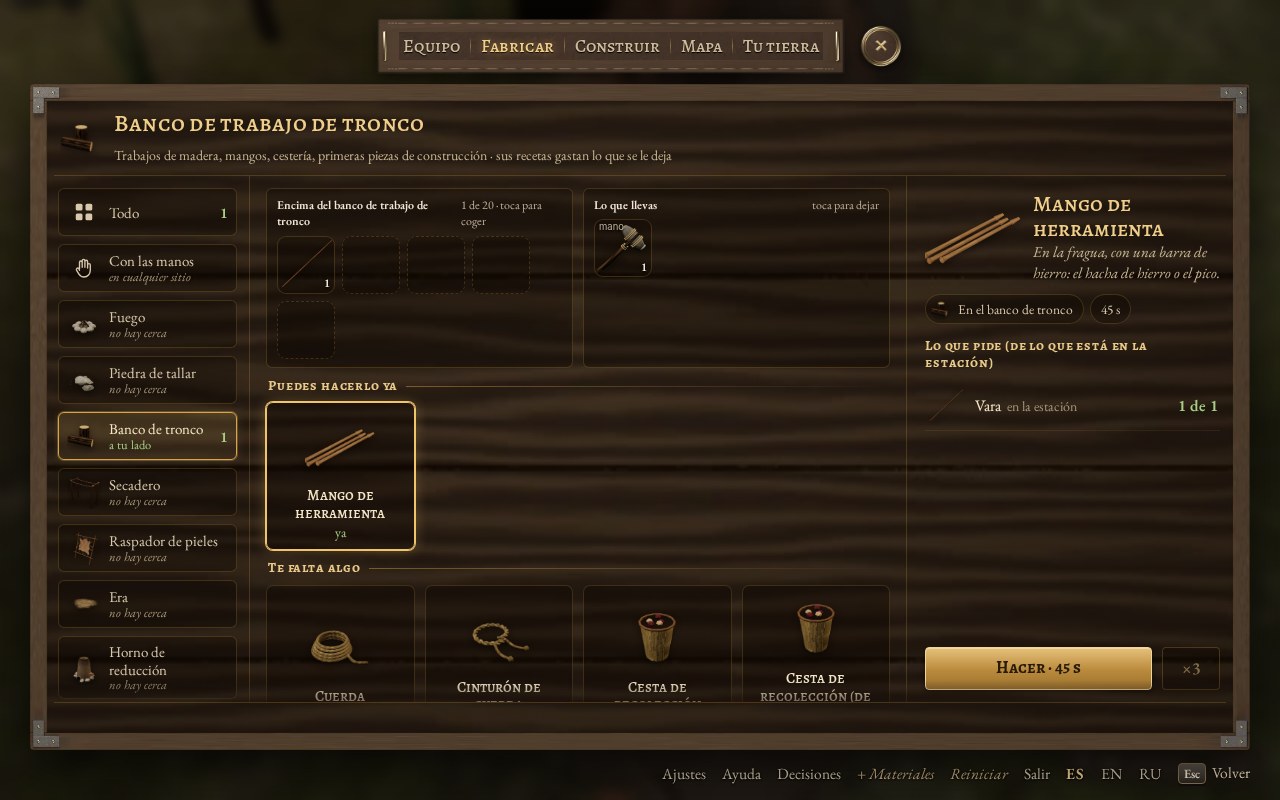 Equipo
Fabricar
Construir
Mapa
Tu tierra
Banco de trabajo de tronco
Trabajos de madera, mangos, cestería, primeras piezas de construcción · sus recetas gastan lo que se le deja
Todo 1
Con las manos
en cualquier sitio
Fuego
no hay cerca
Piedra de tallar
no hay cerca
Banco de tronco 1
a tu lado
Secadero
no hay cerca
Raspador de pieles
no hay cerca
Era
no hay cerca
Horno de
reducción
no hay cerca
Encima del banco de trabajo de
tronco
1 de 20 · toca para
coger
1
Lo que llevas
toca para dejar
mano
1
Puedes hacerlo ya
Mango de
herramienta
ya
Te falta algo
Cuerda
Cinturón de
cuerda
Cesta de
recolección
Cesta de
recolección (de
Mango de
herramienta
En la fragua, con una barra de
hierro: el hacha de hierro o el pico.
En el banco de tronco
45 s
Lo que pide (de lo que está en la
estación)
Vara en la estación 1 de 1
Hacer · 45 s
×3
Ajustes
Ayuda
Decisiones
+ Materiales
Reiniciar
Salir
ES
EN
RU
Esc Volver